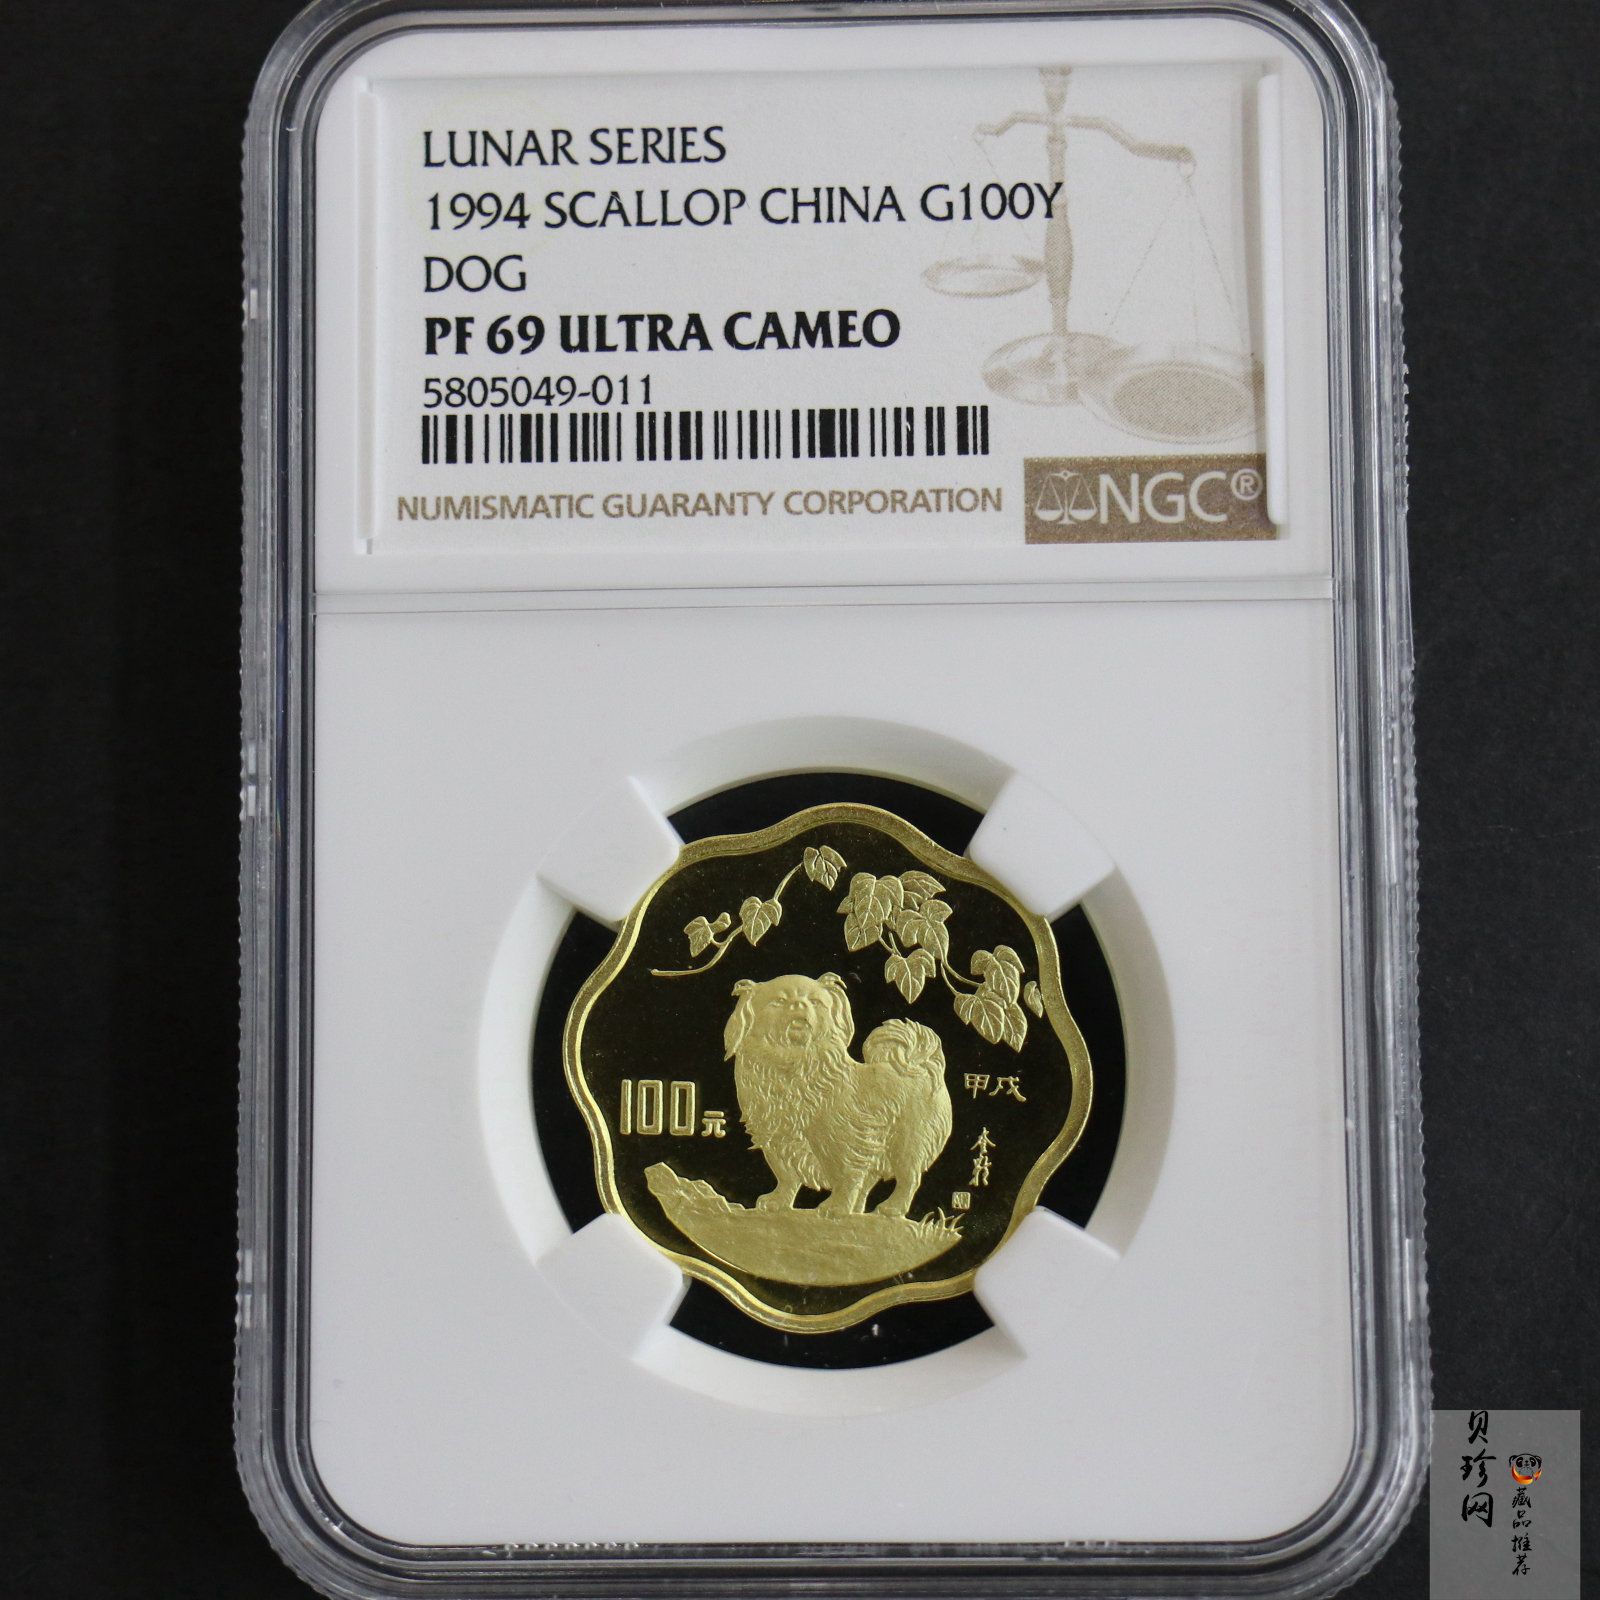 LUNAR SERIES
1994 SCALLOP CHINA G100Y
DOG
PF 69 ULTRA CAMEO
5805049-011
NUMISMATIC GUARANTY CORPORATION
NGC®
100元
甲戌
贝珍网
藏品推荐